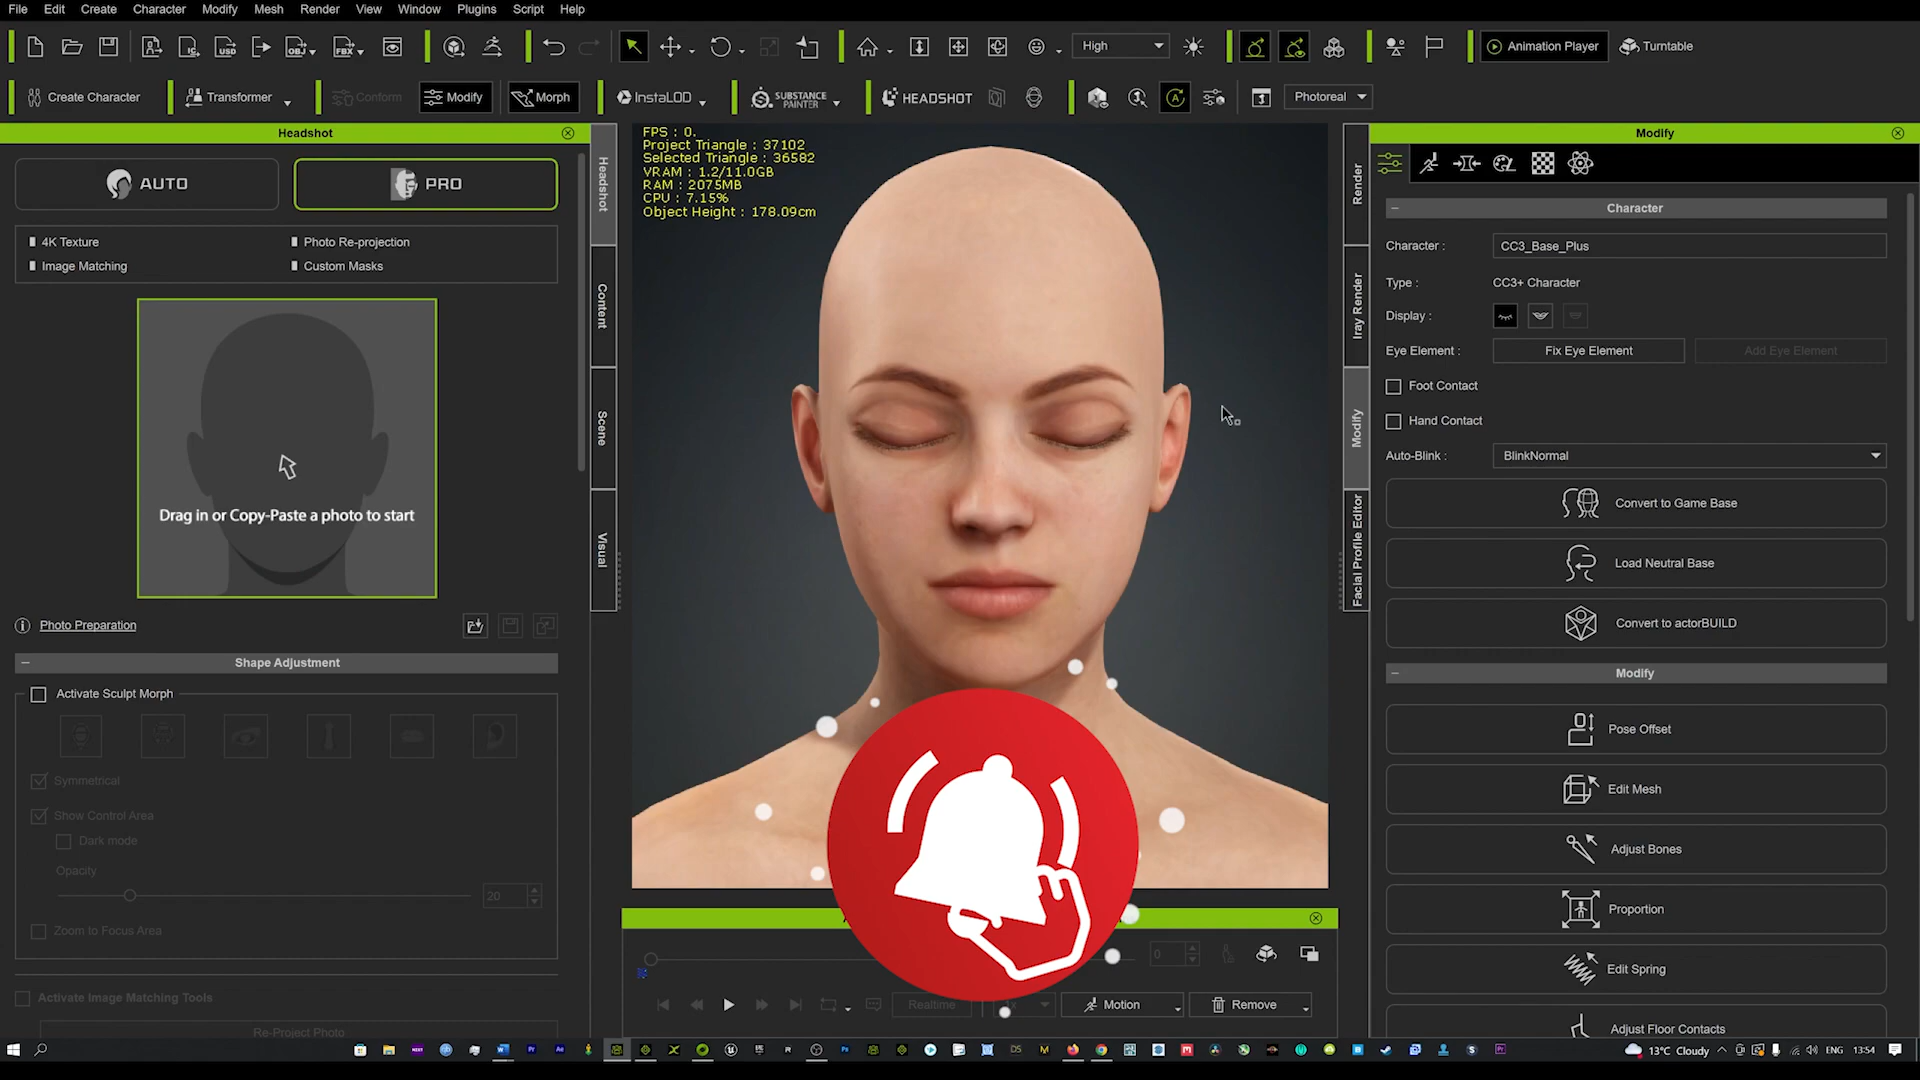 File Edit Create Character Modify Mesh Render View Window Plugins Script Help
IC USD OBJ FBX High Animation Player Turntable
Create Character Transformer Conform Modify Morph InstaLOD SUBSTANCE PAINTER HEADSHOT Photoreal
Headshot
AUTO PRO
4K Texture Photo Re-projection
Image Matching Custom Masks
Drag in or Copy-Paste a photo to start
Photo Preparation
Shape Adjustment
Activate Sculpt Morph
Symmetrical
Show Control Area
Dark mode
Opacity
20
Zoom to Focus Area
Activate Image Matching Tools
Re-Project Photo
Headshot
Content
Scene
Visual
FPS : 0.
Project Triangle : 37102
Selected Triangle : 36582
VRAM : 1.2/11.0GB
RAM : 2075MB
CPU : 7.15%
Object Height : 178.09cm
0
Realtime Motion Remove
Render
Iray Render
Modify
Facial Profile Editor
Modify
Character
Character : CC3_Base_Plus
Type : CC3+ Character
Display :
Eye Element : Fix Eye Element Add Eye Element
Foot Contact
Hand Contact
Auto-Blink : BlinkNormal
Convert to Game Base
Load Neutral Base
Convert to actorBUILD
Modify
Pose Offset
Edit Mesh
Adjust Bones
Proportion
Edit Spring
Adjust Floor Contacts
13°C Cloudy ENG 13:54